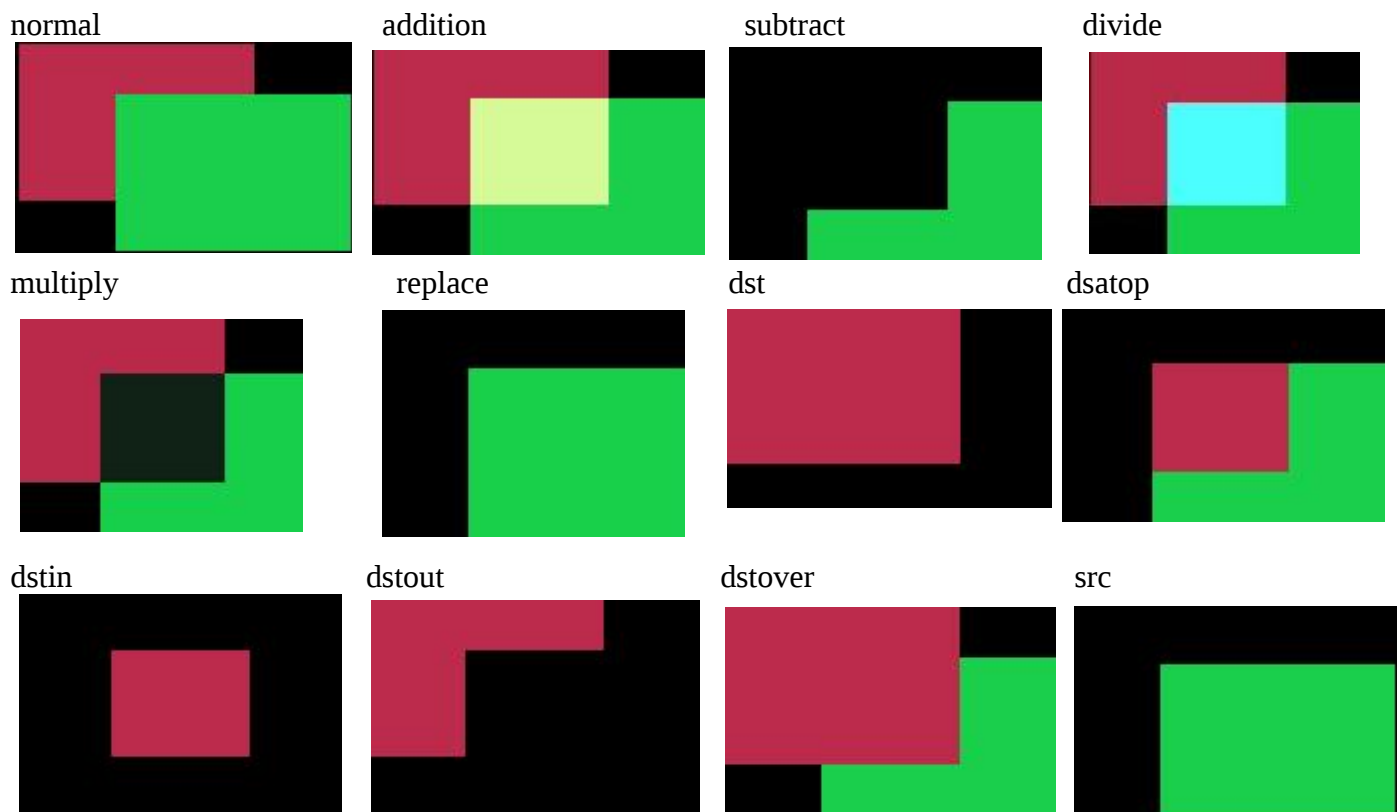 normal addition subtract divide
multiply replace dst dsatop
dstin dstout dstover src